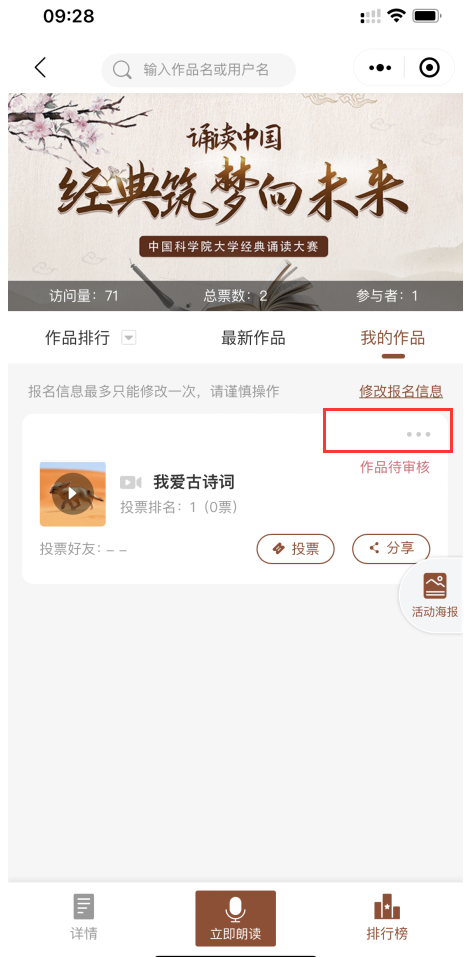 09:28
输入作品名或用户名
诵读中国
经典筑梦向未来
中国科学院大学经典诵读大赛
访问量：71 总票数：2 参与者：1
作品排行 最新作品 我的作品
报名信息最多只能修改一次，请谨慎操作 修改报名信息
作品待审核
我爱古诗词
投票排名：1（0票）
投票好友：– –
投票 分享
活动海报
详情 立即朗读 排行榜